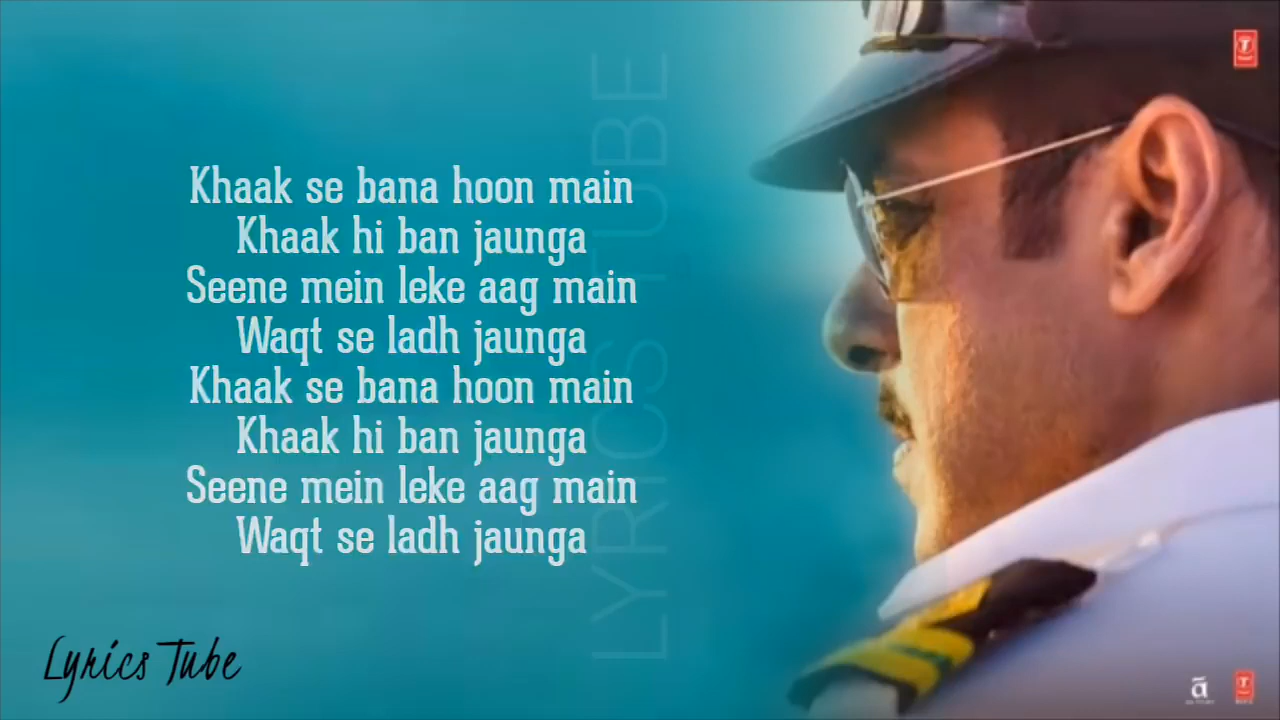 Khaak se bana hoon main
Khaak hi ban jaunga
Seene mein leke aag main
Waqt se ladh jaunga
Khaak se bana hoon main
Khaak hi ban jaunga
Seene mein leke aag main
Waqt se ladh jaunga
LYRICS TUBE
Lyrics Tube